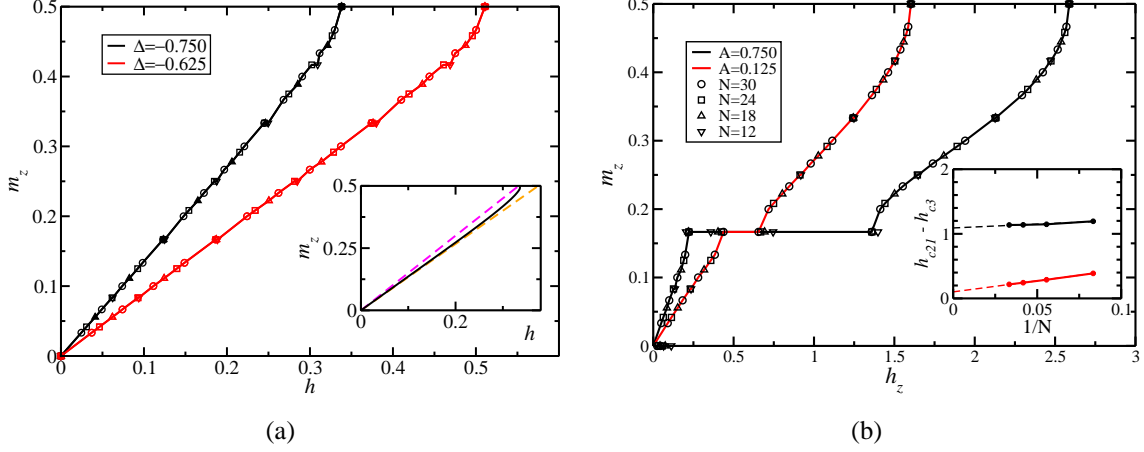 0.5
0.4
0.3
0.2
0.1
0
m_z
Δ=−0.750
Δ=−0.625
0 0.1 0.2 0.3 0.4 0.5
h
0.5
0.25
0
m_z
0 0.2
h
(a)
0.5
0.4
0.3
0.2
0.1
0
m_z
A=0.750
A=0.125
N=30
N=24
N=18
N=12
0 0.5 1 1.5 2 2.5 3
h_z
2
1
0
h_{c21} - h_{c3}
0 0.05 0.1
1/N
(b)